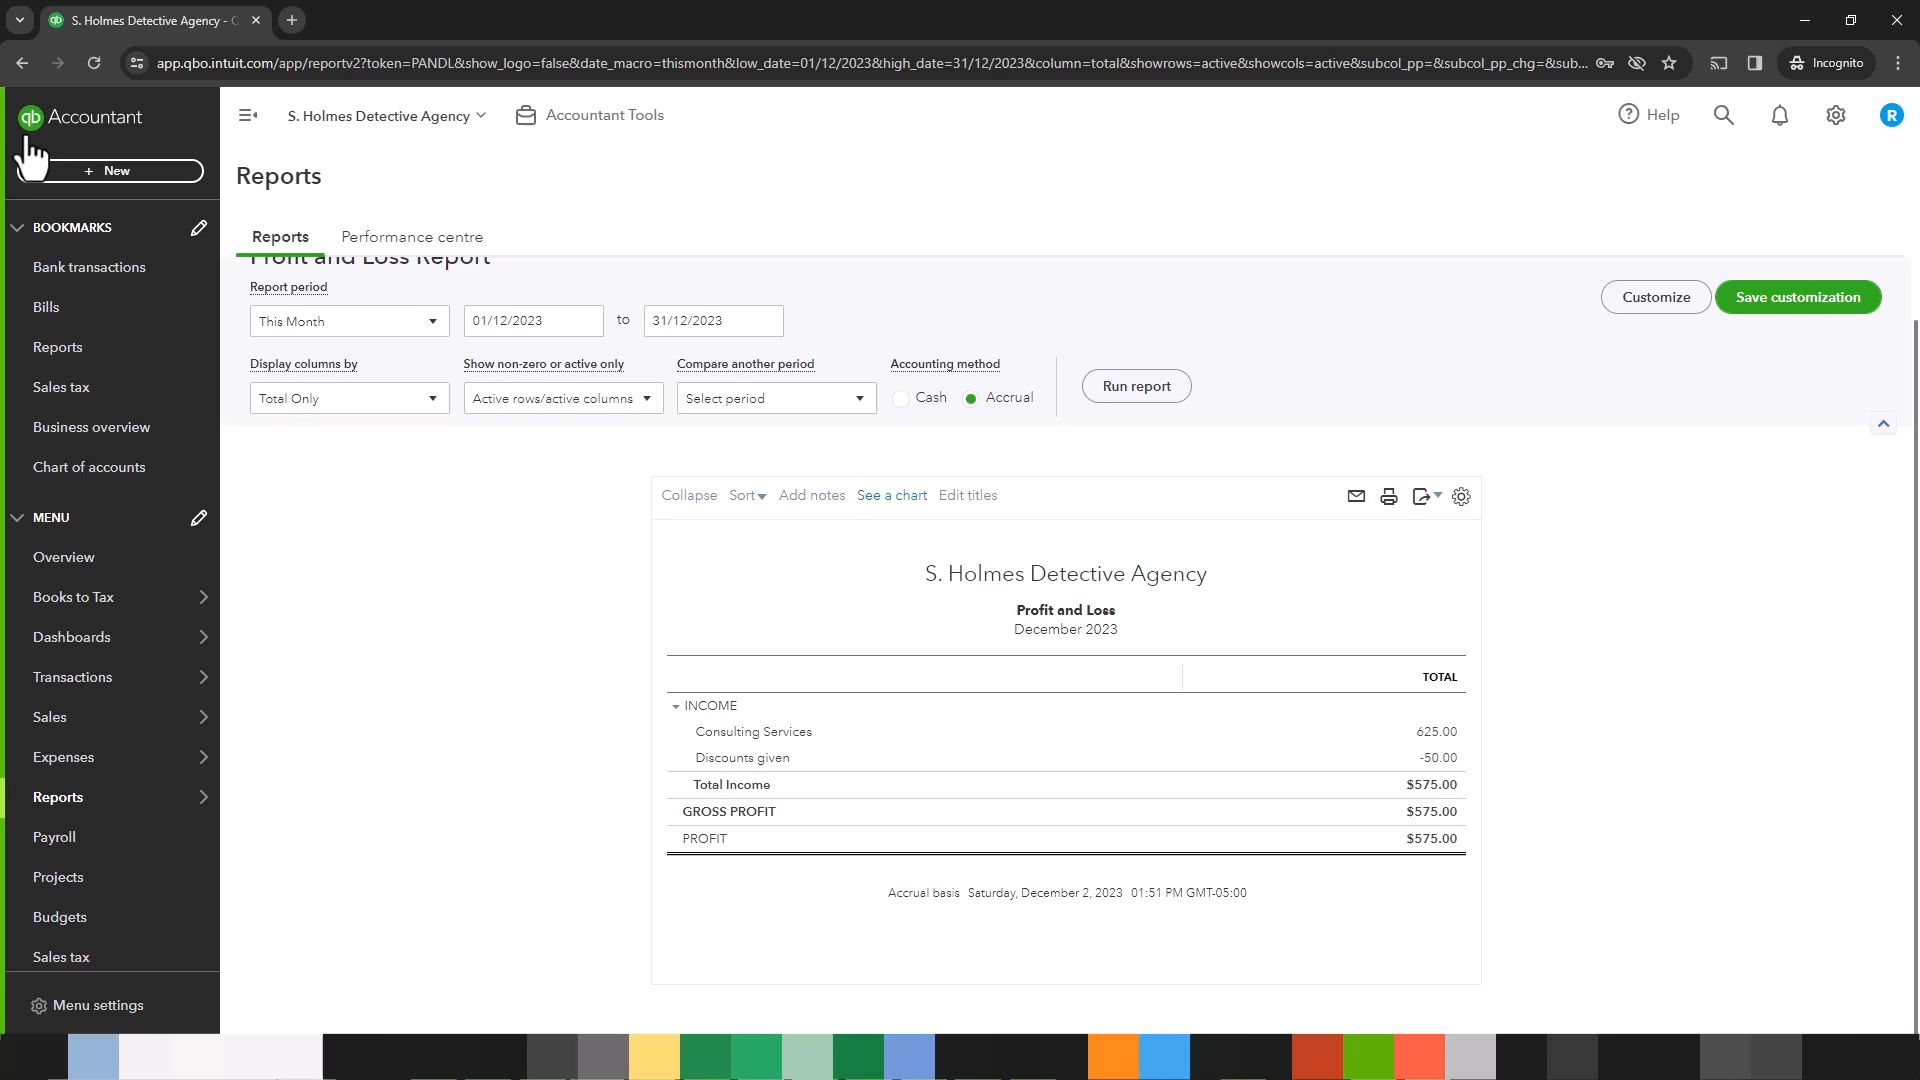 S. Holmes Detective Agency - C
app.qbo.intuit.com/app/reportv2?token=PANDL&show_logo=false&date_macro=thismonth&low_date=01/12/2023&high_date=31/12/2023&column=total&showrows=active&showcols=active&subcol_pp=&subcol_pp_chg=&sub...
Incognito
qb Accountant
S. Holmes Detective Agency
Accountant Tools
Help
R
+ New
Reports
BOOKMARKS
Bank transactions
Bills
Reports
Sales tax
Business overview
Chart of accounts
MENU
Overview
Books to Tax
Dashboards
Transactions
Sales
Expenses
Reports
Payroll
Projects
Budgets
Sales tax
Menu settings
Reports
Performance centre
Profit and Loss Report
Report period
This Month
01/12/2023
to
31/12/2023
Customize
Save customization
Display columns by
Show non-zero or active only
Compare another period
Accounting method
Total Only
Active rows/active columns
Select period
Cash
Accrual
Run report
Collapse
Sort
Add notes
See a chart
Edit titles
S. Holmes Detective Agency
Profit and Loss
December 2023
TOTAL
INCOME
Consulting Services 625.00
Discounts given -50.00
Total Income $575.00
GROSS PROFIT $575.00
PROFIT $575.00
Accrual basis Saturday, December 2, 2023 01:51 PM GMT-05:00